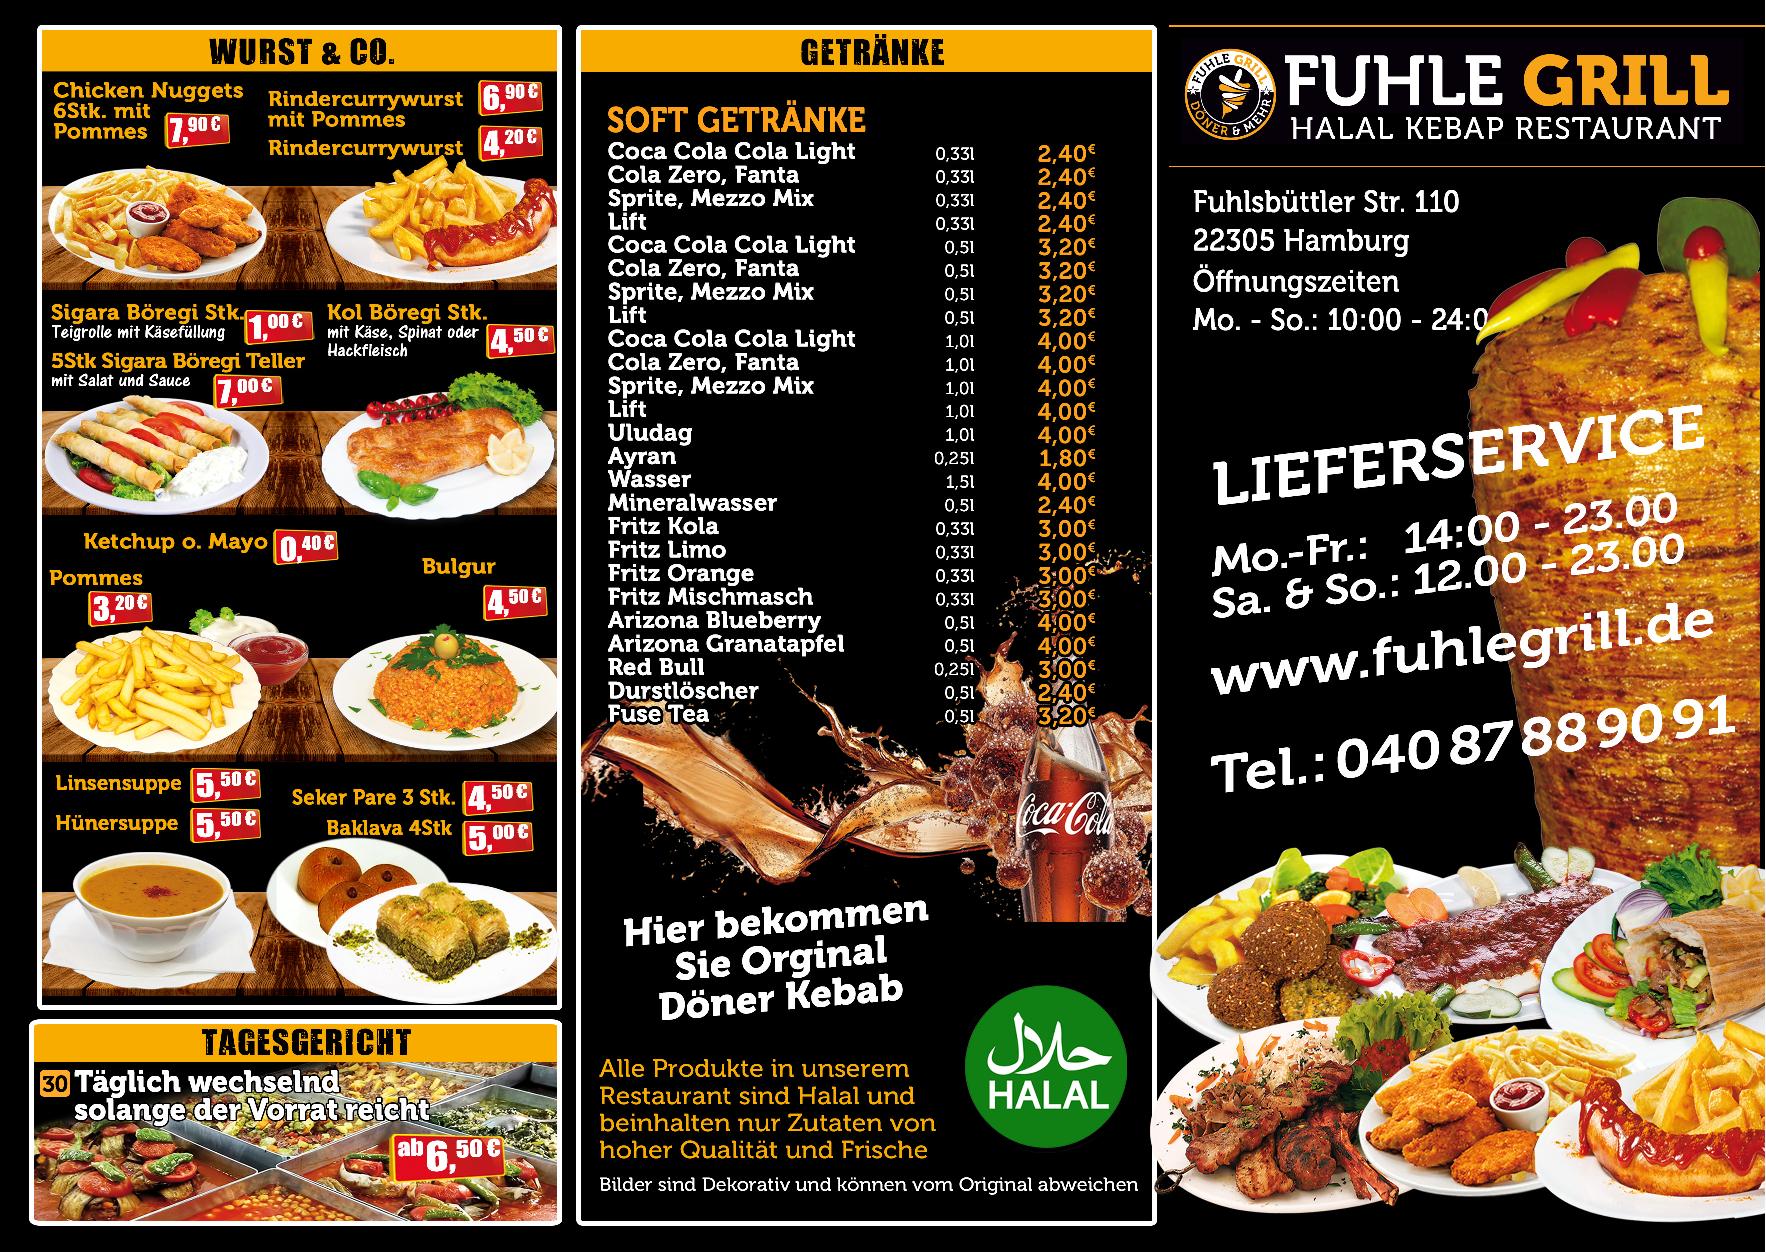 WURST & CO.
Chicken Nuggets
6Stk. mit
Pommes
7,90 €
Rindercurrywurst
mit Pommes
6,90 €
Rindercurrywurst
4,20 €
Sigara Böregi Stk.
Teigrolle mit Käsefüllung
1,00 €
5Stk Sigara Böregi Teller
mit Salat und Sauce
7,00 €
Kol Böregi Stk.
mit Käse, Spinat oder
Hackfleisch
4,50 €
Ketchup o. Mayo 0,40 €
Pommes
3,20 €
Bulgur
4,50 €
Linsensuppe 5,50 €
Hünersuppe 5,50 €
Seker Pare 3 Stk. 4,50 €
Baklava 4Stk 5,00 €
TAGESGERICHT
30 Täglich wechselnd
solange der Vorrat reicht
ab 6,50 €
GETRÄNKE
SOFT GETRÄNKE
Coca Cola Cola Light 0,33l 2,40€
Cola Zero, Fanta 0,33l 2,40€
Sprite, Mezzo Mix 0,33l 2,40€
Lift 0,33l 2,40€
Coca Cola Cola Light 0,5l 3,20€
Cola Zero, Fanta 0,5l 3,20€
Sprite, Mezzo Mix 0,5l 3,20€
Lift 0,5l 3,20€
Coca Cola Cola Light 1,0l 4,00€
Cola Zero, Fanta 1,0l 4,00€
Sprite, Mezzo Mix 1,0l 4,00€
Lift 1,0l 4,00€
Uludag 1,0l 4,00€
Ayran 0,25l 1,80€
Wasser 1,5l 4,00€
Mineralwasser 0,5l 2,40€
Fritz Kola 0,33l 3,00€
Fritz Limo 0,33l 3,00€
Fritz Orange 0,33l 3,00€
Fritz Mischmasch 0,33l 3,00€
Arizona Blueberry 0,5l 4,00€
Arizona Granatapfel 0,5l 4,00€
Red Bull 0,25l 3,00€
Durstlöscher 0,5l 2,40€
Fuse Tea 0,5l 3,20€
Coca-Cola
Hier bekommen
Sie Orginal
Döner Kebab
حلال
HALAL
Alle Produkte in unserem
Restaurant sind Halal und
beinhalten nur Zutaten von
hoher Qualität und Frische
Bilder sind Dekorativ und können vom Original abweichen
FUHLE GRILL
DÖNER & MEHR
FUHLE GRILL
HALAL KEBAP RESTAURANT
Fuhlsbüttler Str. 110
22305 Hamburg
Öffnungszeiten
Mo. - So.: 10:00 - 24:0
LIEFERSERVICE
Mo.-Fr.: 14:00 - 23.00
Sa. & So.: 12.00 - 23.00
www.fuhlegrill.de
Tel.: 040 87 88 90 91